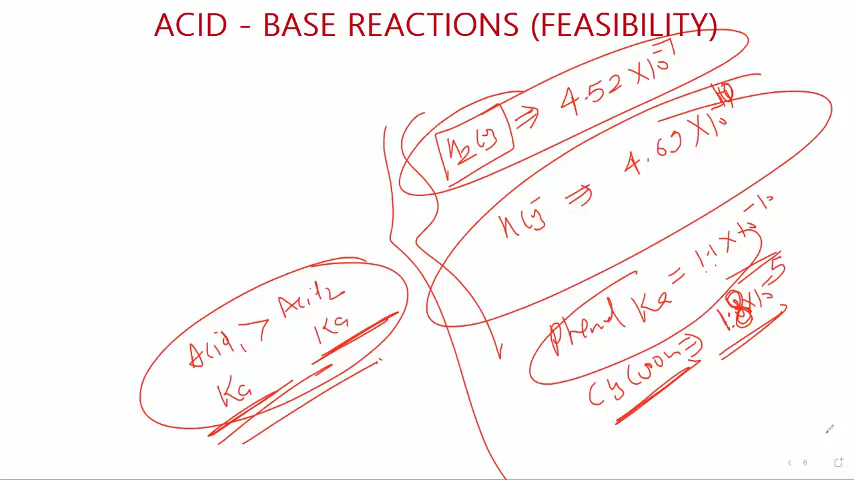 ACID - BASE REACTIONS (FEASIBILITY)
H2CO3 ⇒ 4.52 × 10^-7
HCO3^- ⇒ 4.69 × 10
Phenol Ka = 1.1 × 10^-10
CH3COOH ⇒ 1.8 × 10^-5
Acid1 > Acid2
Ka Ka
6